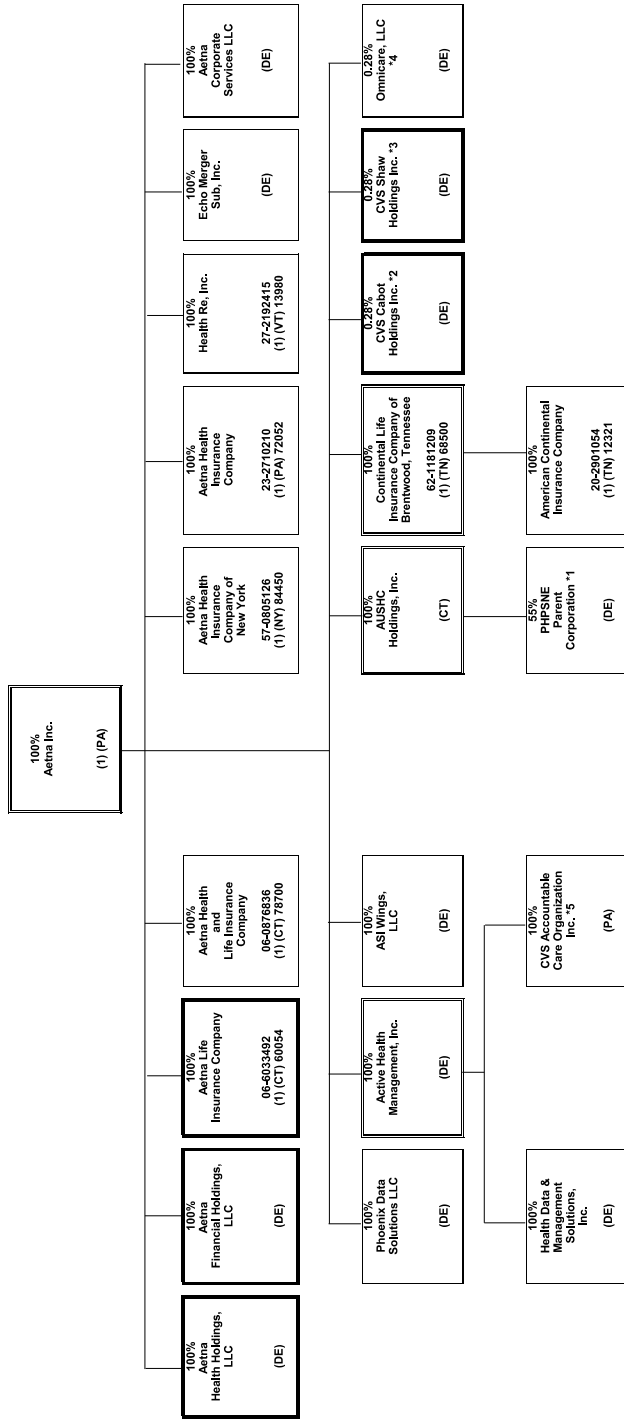 100%
Aetna Inc.
(1) (PA)
100%
Aetna
Health Holdings,
LLC
(DE)
100%
Aetna
Financial Holdings,
LLC
(DE)
100%
Aetna Life
Insurance Company
06-6033492
(1) (CT) 60054
100%
Aetna Health
and
Life Insurance
Company
06-0876836
(1) (CT) 78700
100%
Aetna Health
Insurance
Company of
New York
57-0805126
(1) (NY) 84450
100%
Aetna Health
Insurance
Company
23-2710210
(1) (PA) 72052
100%
Health Re, Inc.
27-2192415
(1) (VT) 13980
100%
Echo Merger
Sub, Inc.
(DE)
100%
Aetna
Corporate
Services LLC
(DE)
100%
Phoenix Data
Solutions LLC
(DE)
100%
Active Health
Management, Inc.
(DE)
100%
ASI Wings,
LLC
(DE)
100%
AUSHC
Holdings, Inc.
(CT)
100%
Continental Life
Insurance Company of
Brentwood, Tennessee
62-1181209
(1) (TN) 68500
0.28%
CVS Cabot
Holdings Inc. *2
(DE)
0.28%
CVS Shaw
Holdings Inc. *3
(DE)
0.28%
Omnicare, LLC
*4
(DE)
100%
Health Data &
Management
Solutions,
Inc.
(DE)
100%
CVS Accountable
Care Organization
Inc. *5
(PA)
55%
PHPSNE
Parent
Corporation *1
(DE)
100%
American Continental
Insurance Company
20-2901054
(1) (TN) 12321